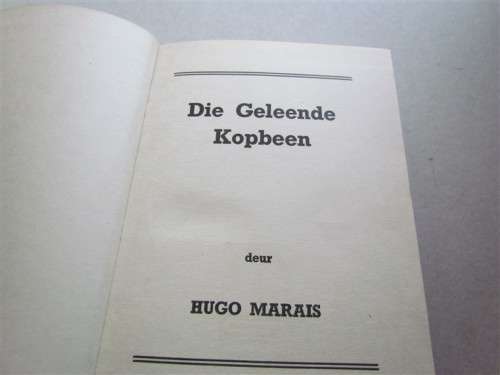 Die Geleende
Kopbeen
deur
HUGO MARAIS